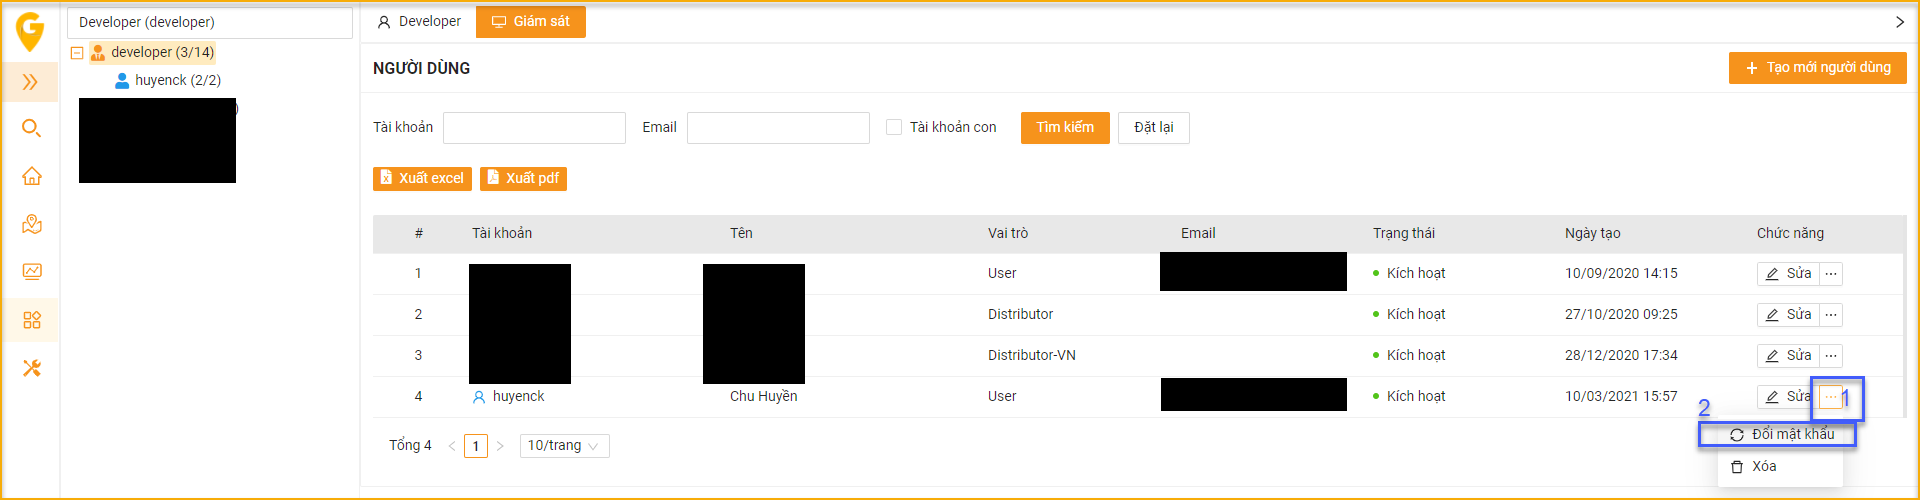 G
Developer (developer)
developer (3/14)
huyenck (2/2)
)
Developer
Giám sát
NGƯỜI DÙNG
Tạo mới người dùng
Tài khoản
Email
Tài khoản con
Tìm kiếm
Đặt lại
Xuất excel
Xuất pdf
# Tài khoản Tên Vai trò Email Trạng thái Ngày tạo Chức năng
1 User Kích hoạt 10/09/2020 14:15 Sửa ...
2 Distributor Kích hoạt 27/10/2020 09:25 Sửa ...
3 Distributor-VN Kích hoạt 28/12/2020 17:34 Sửa ...
4 huyenck Chu Huyền User Kích hoạt 10/03/2021 15:57 Sửa ... 1
2
Đổi mật khẩu
Xóa
Tổng 4 < 1 > 10/trang